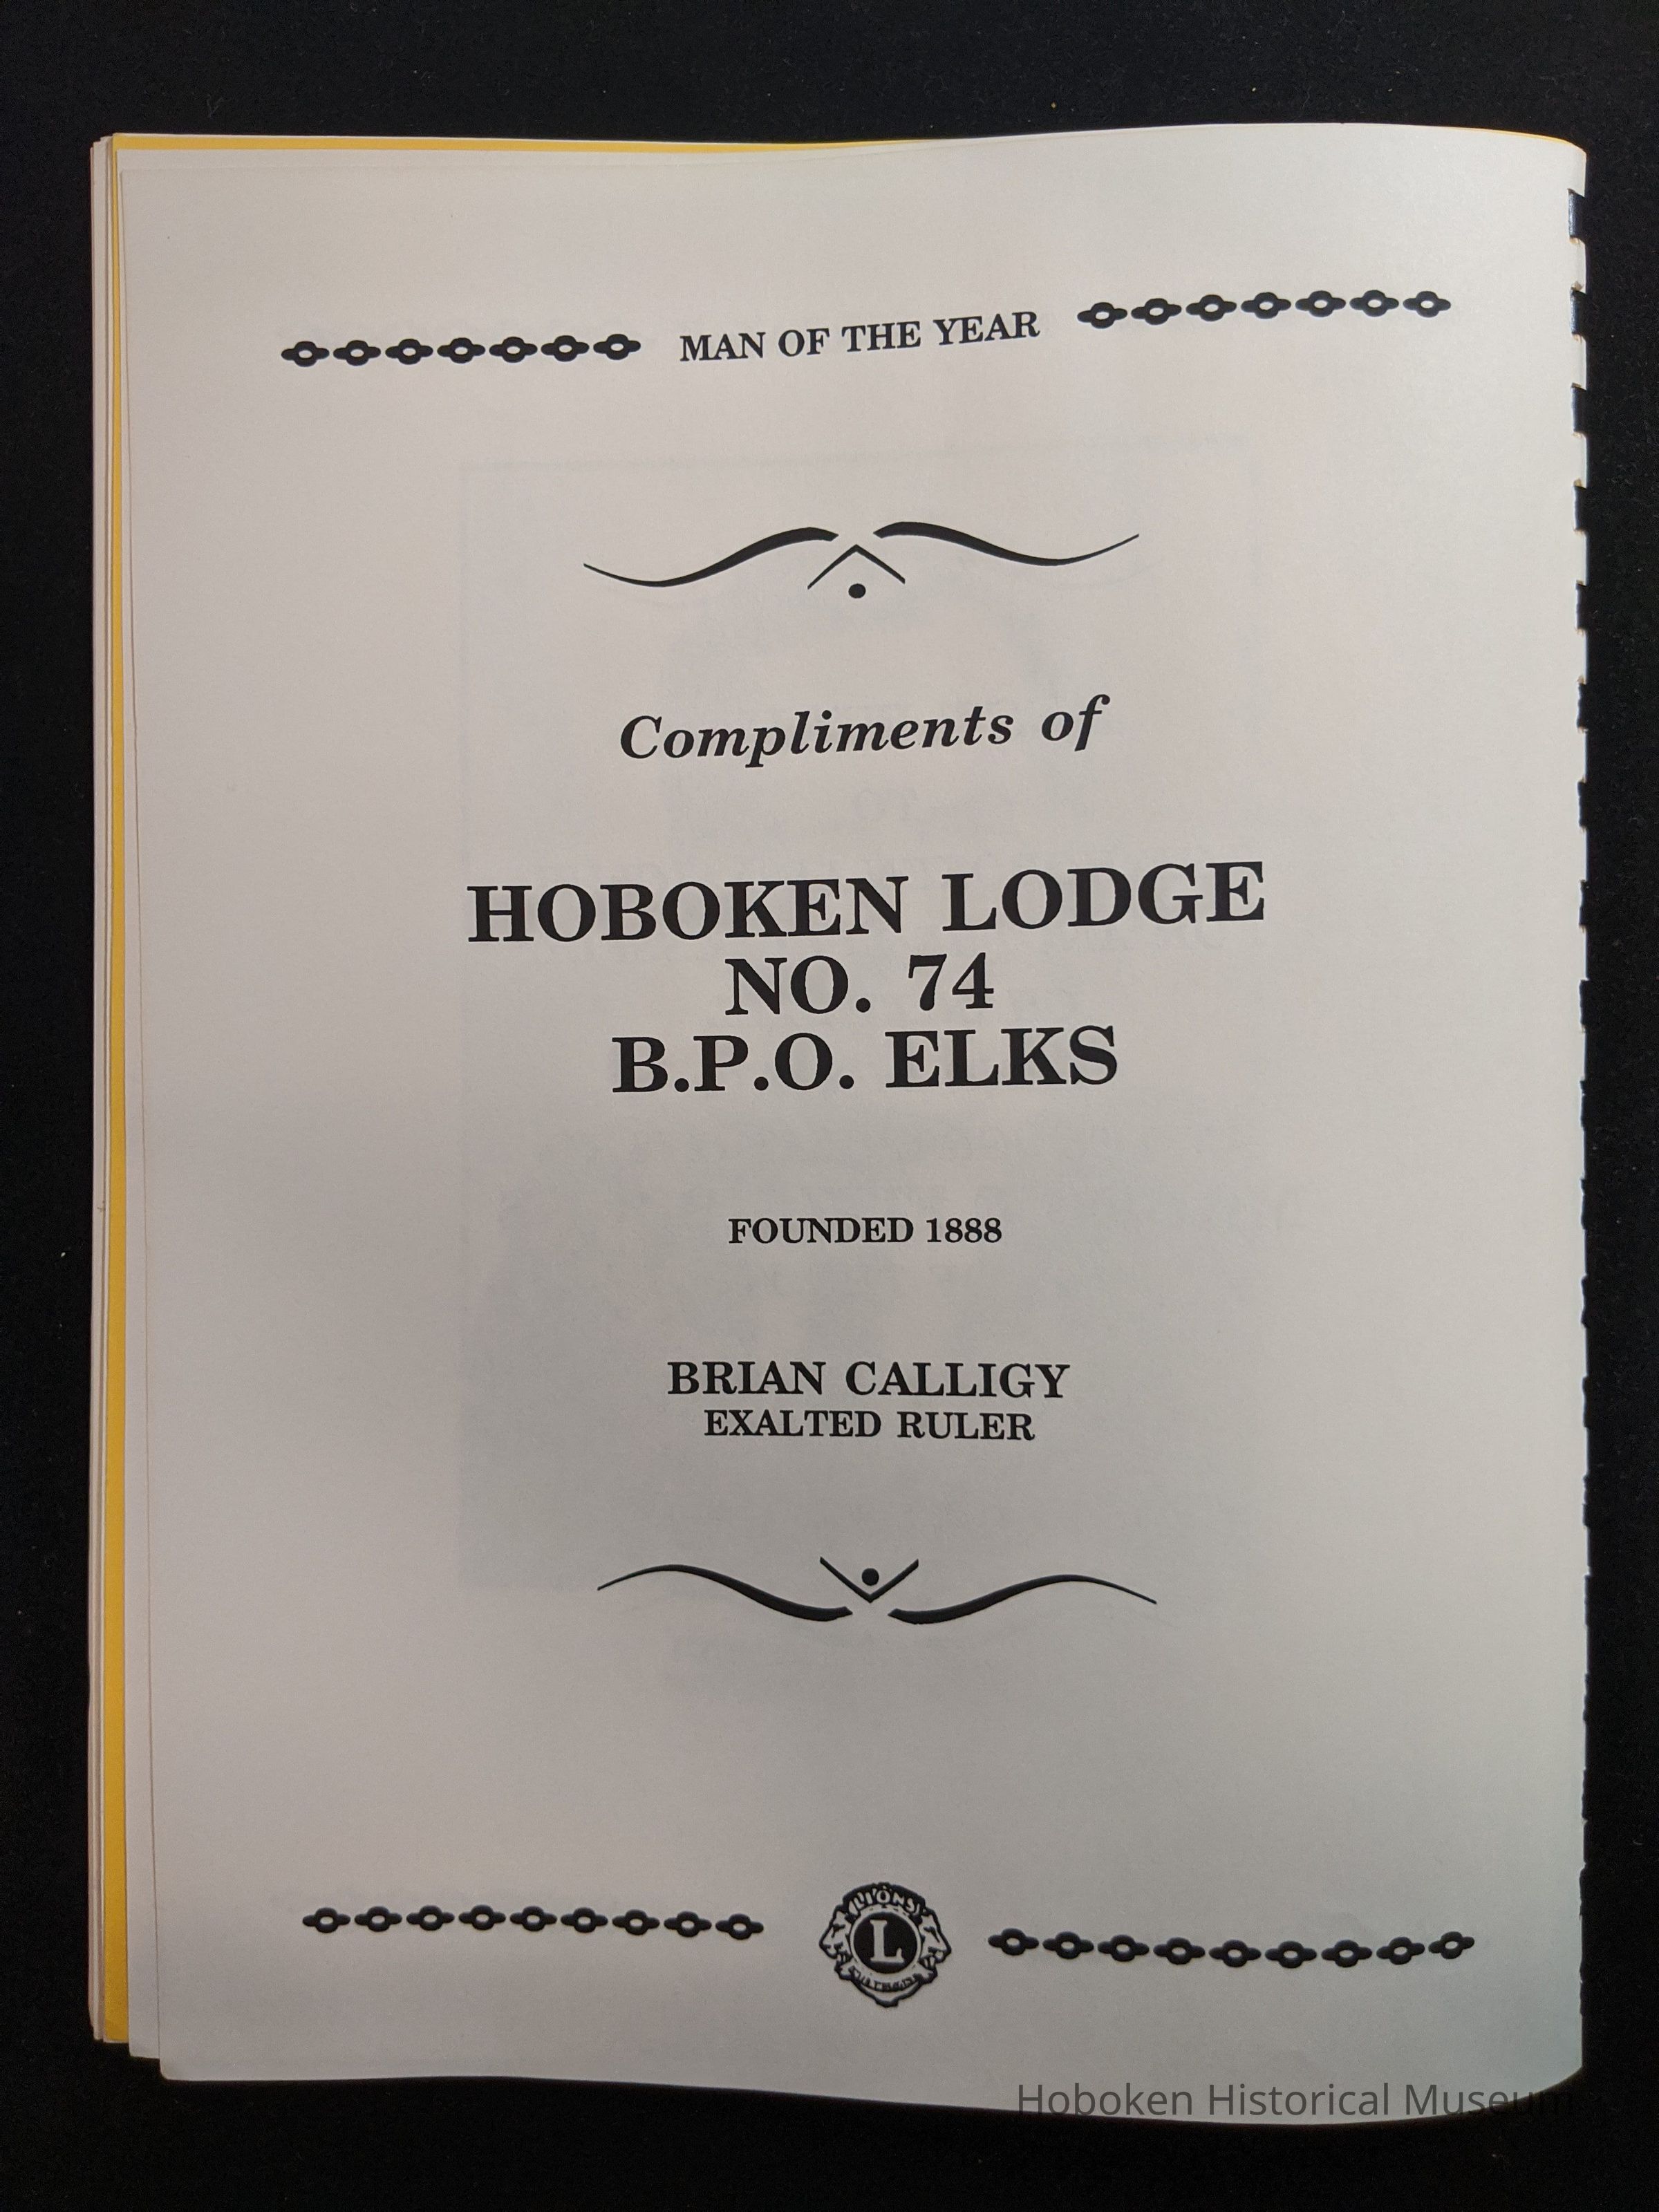 MAN OF THE YEAR
Compliments of
HOBOKEN LODGE
NO. 74
B.P.O. ELKS
FOUNDED 1888
BRIAN CALLIGY
EXALTED RULER
LIONS
L
Hoboken Historical Museum